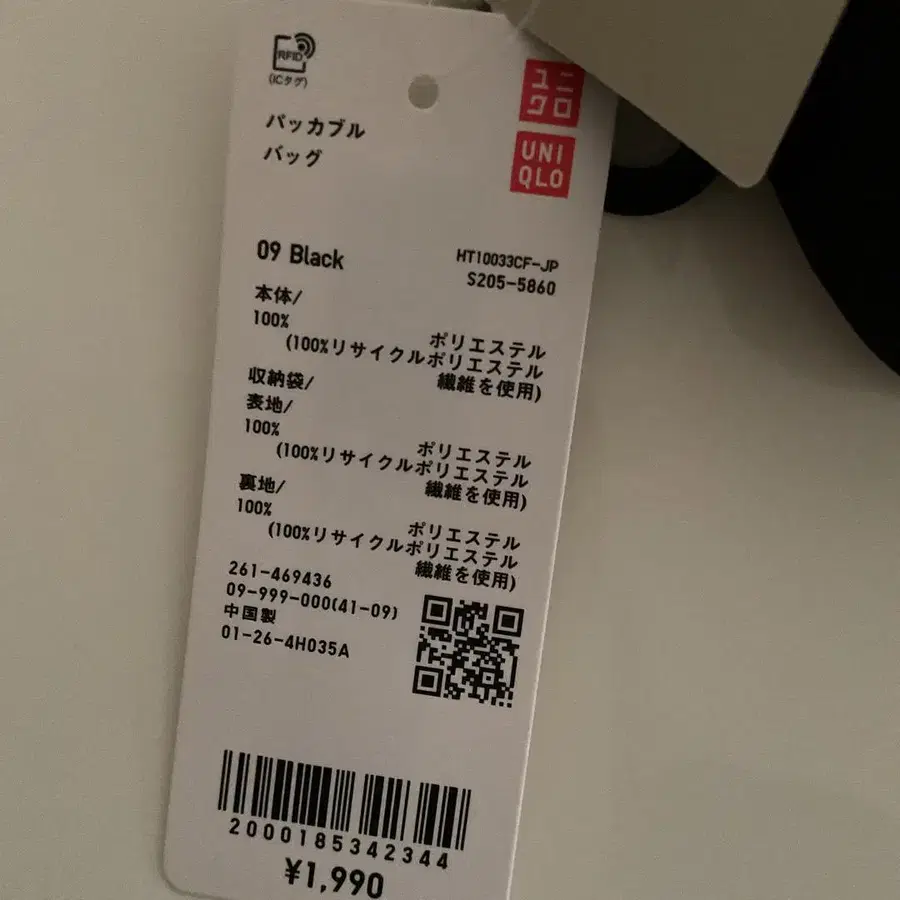 RFID
(ICタグ)
ユニ
クロ
UNI
QLO
パッカブル
バッグ
09 Black
HT10033CF-JP
S205-5860
本体/
100% ポリエステル
(100%リサイクルポリエステル
繊維を使用)
収納袋/
表地/
100% ポリエステル
(100%リサイクルポリエステル
繊維を使用)
裏地/
100% ポリエステル
(100%リサイクルポリエステル
繊維を使用)
261-469436
09-999-000(41-09)
中国製
01-26-4H035A
2000185342344
¥1,990